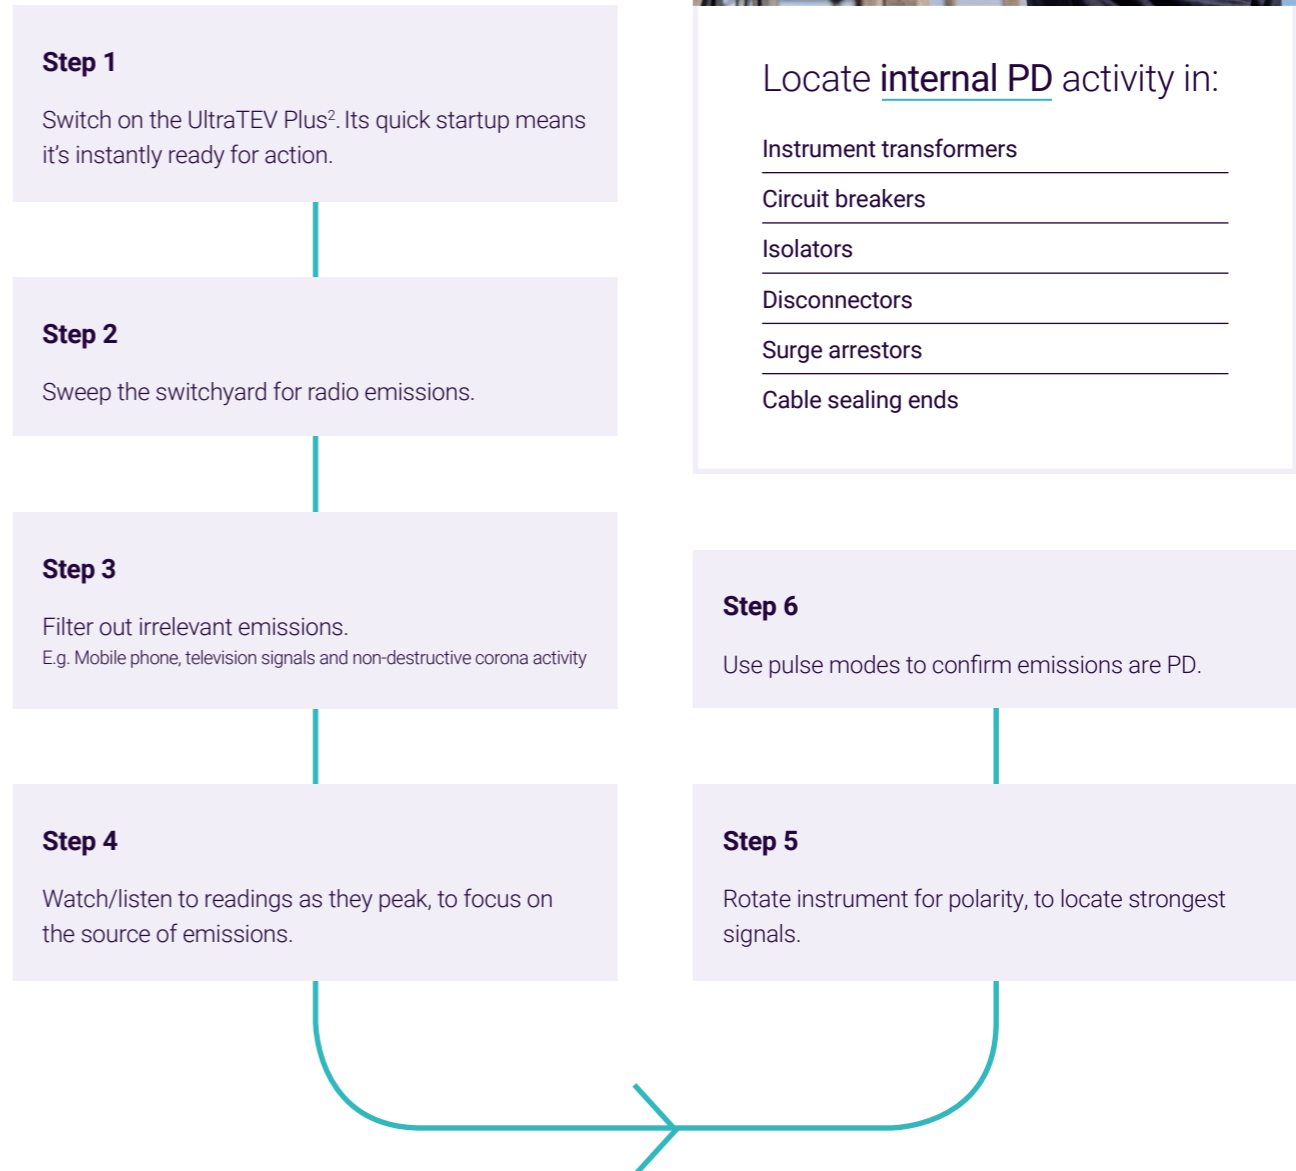 Step 1
Switch on the UltraTEV Plus². Its quick startup means
it's instantly ready for action.
Step 2
Sweep the switchyard for radio emissions.
Step 3
Filter out irrelevant emissions.
E.g. Mobile phone, television signals and non-destructive corona activity
Step 4
Watch/listen to readings as they peak, to focus on
the source of emissions.
Locate internal PD activity in:
Instrument transformers
Circuit breakers
Isolators
Disconnectors
Surge arrestors
Cable sealing ends
Step 6
Use pulse modes to confirm emissions are PD.
Step 5
Rotate instrument for polarity, to locate strongest
signals.